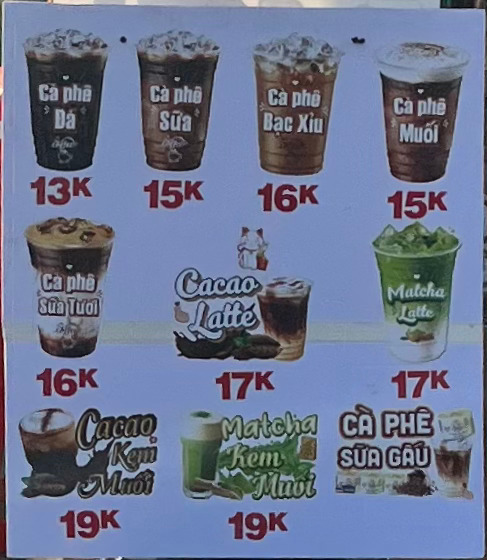 Cà phê
Đá
Cà phê
Sữa
Cà phê
Bạc Xỉu
Cà phê
Muối
13K
15K
16K
15K
Cà phê
Sữa Tươi
Cacao
Latte
Matcha
Latte
16K
17K
17K
Cacao
Kem
Muối
Matcha
Kem
Muối
CÀ PHÊ
SỮA GẤU
19K
19K